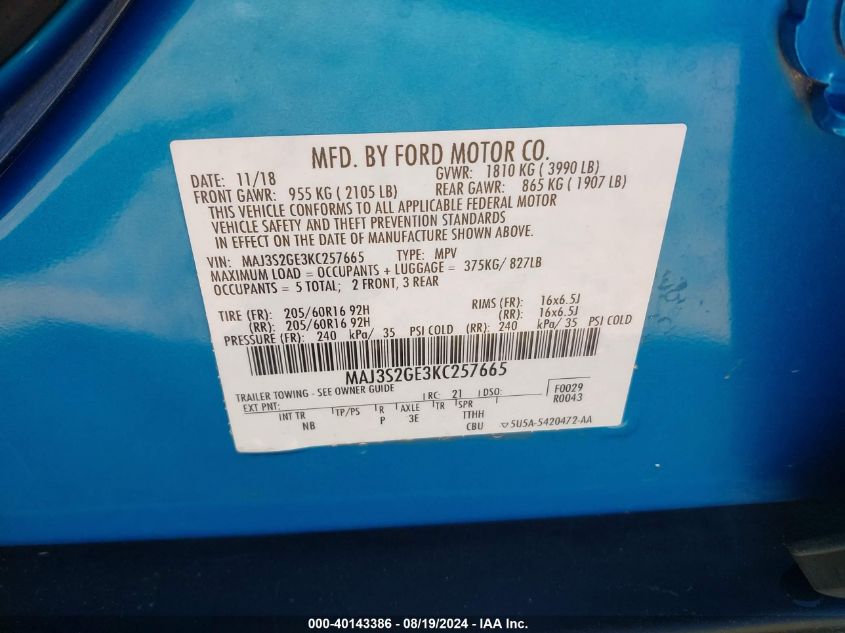 MFD. BY FORD MOTOR CO.
DATE: 11/18 GVWR: 1810 KG ( 3990 LB)
FRONT GAWR: 955 KG ( 2105 LB) REAR GAWR: 865 KG ( 1907 LB)
THIS VEHICLE CONFORMS TO ALL APPLICABLE FEDERAL MOTOR
VEHICLE SAFETY AND THEFT PREVENTION STANDARDS
IN EFFECT ON THE DATE OF MANUFACTURE SHOWN ABOVE.
VIN: MAJ3S2GE3KC257665 TYPE: MPV
MAXIMUM LOAD = OCCUPANTS + LUGGAGE = 375KG/ 827LB
OCCUPANTS = 5 TOTAL; 2 FRONT, 3 REAR
TIRE (FR): 205/60R16 92H RIMS (FR): 16x6.5J
(RR): 205/60R16 92H (RR): 16x6.5J
PRESSURE (FR): 240 kPa/ 35 PSI COLD (RR): 240 kPa/ 35 PSI COLD
MAJ3S2GE3KC257665
TRAILER TOWING - SEE OWNER GUIDE
EXT PNT: RC: 21 DSO: F0029
R0043
INT TR TP/PS R AXLE TR SPR
NB P 3E TTHH
CBU 5U5A-5420472-AA
000-40143386 - 08/19/2024 - IAA Inc.